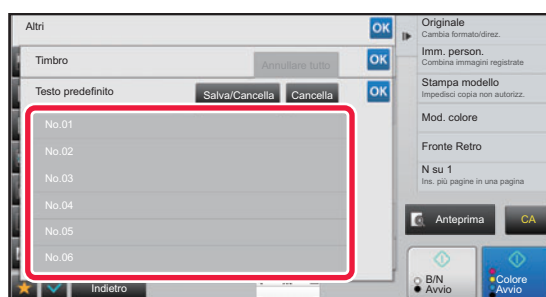 Altri
OK
Timbro
Annullare tutto
OK
Testo predefinito
Salva/Cancella
Cancella
OK
No.01
No.02
No.03
No.04
No.05
No.06
Indietro
Originale
Cambia formato/direz.
Imm. person.
Combina immagini registrate
Stampa modello
Impedisci copia non autorizz.
Mod. colore
Fronte Retro
N su 1
Ins. più pagine in una pagina
Anteprima
CA
B/N
Avvio
Colore
Avvio